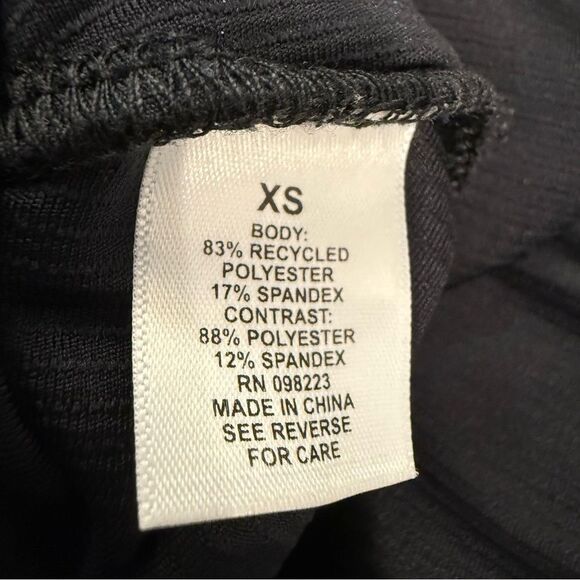 XS
BODY:
83% RECYCLED
POLYESTER
17% SPANDEX
CONTRAST:
88% POLYESTER
12% SPANDEX
RN 098223
MADE IN CHINA
SEE REVERSE
FOR CARE